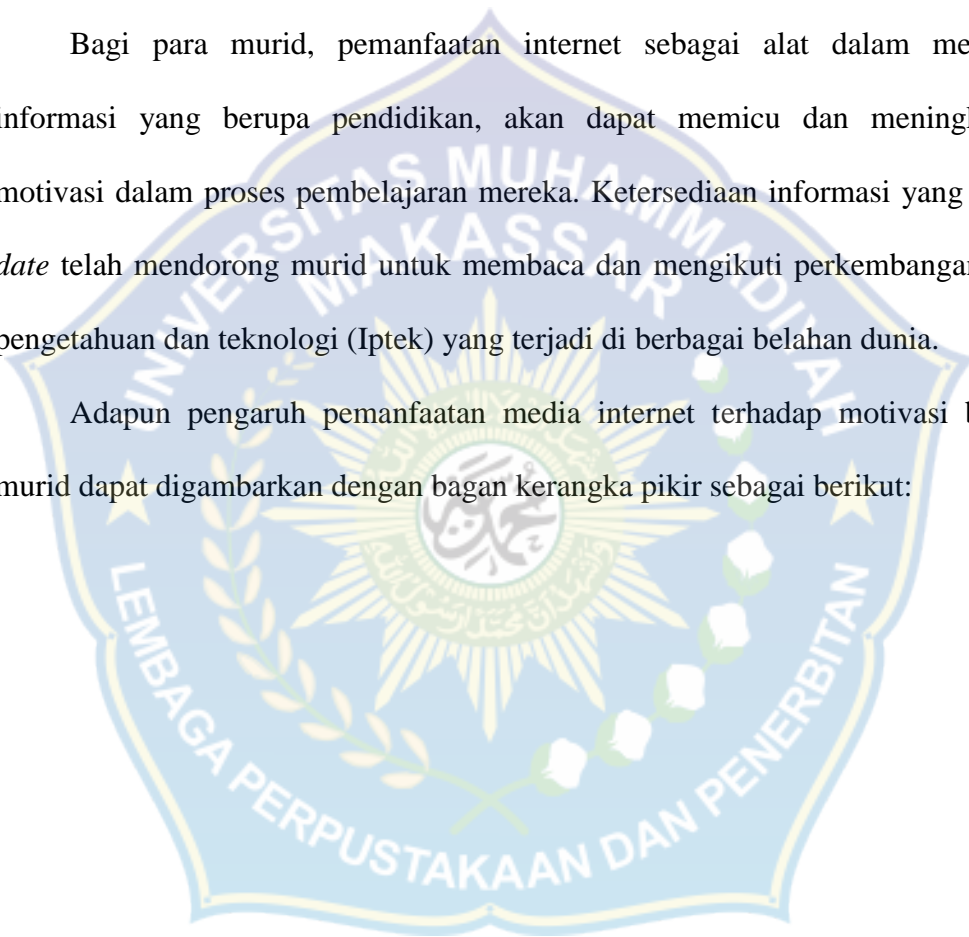 Bagi para murid, pemanfaatan internet sebagai alat dalam me
informasi yang berupa pendidikan, akan dapat memicu dan mening
motivasi dalam proses pembelajaran mereka. Ketersediaan informasi yang
date telah mendorong murid untuk membaca dan mengikuti perkembangan
pengetahuan dan teknologi (Iptek) yang terjadi di berbagai belahan dunia.
Adapun pengaruh pemanfaatan media internet terhadap motivasi
murid dapat digambarkan dengan bagan kerangka pikir sebagai berikut:
UNIVERSITAS MUHAMMADIYAH
MAKASSAR
LEMBAGA PERPUSTAKAAN DAN PENERBITAN